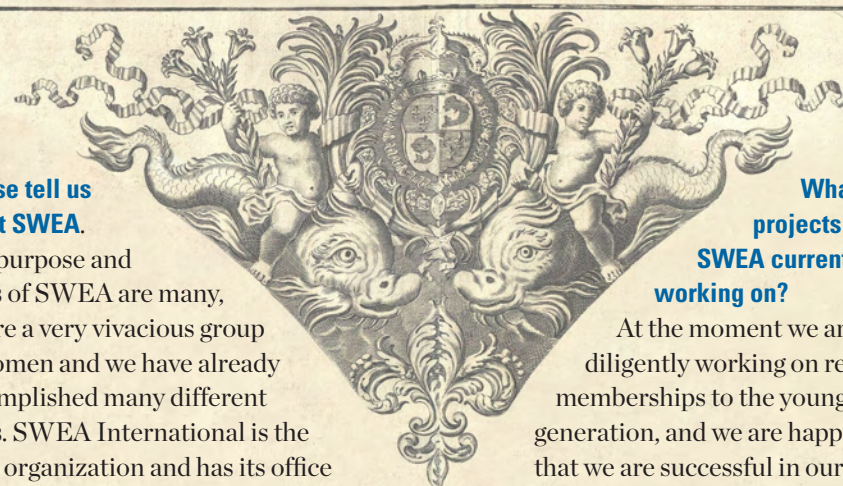 se tell us
t SWEA.
purpose and
s of SWEA are many,
re a very vivacious group
omen and we have already
mplished many different
s. SWEA International is the
organization and has its office
Wha
projects
SWEA current
working on?
At the moment we ar
diligently working on re
memberships to the young
generation, and we are happ
that we are successful in our